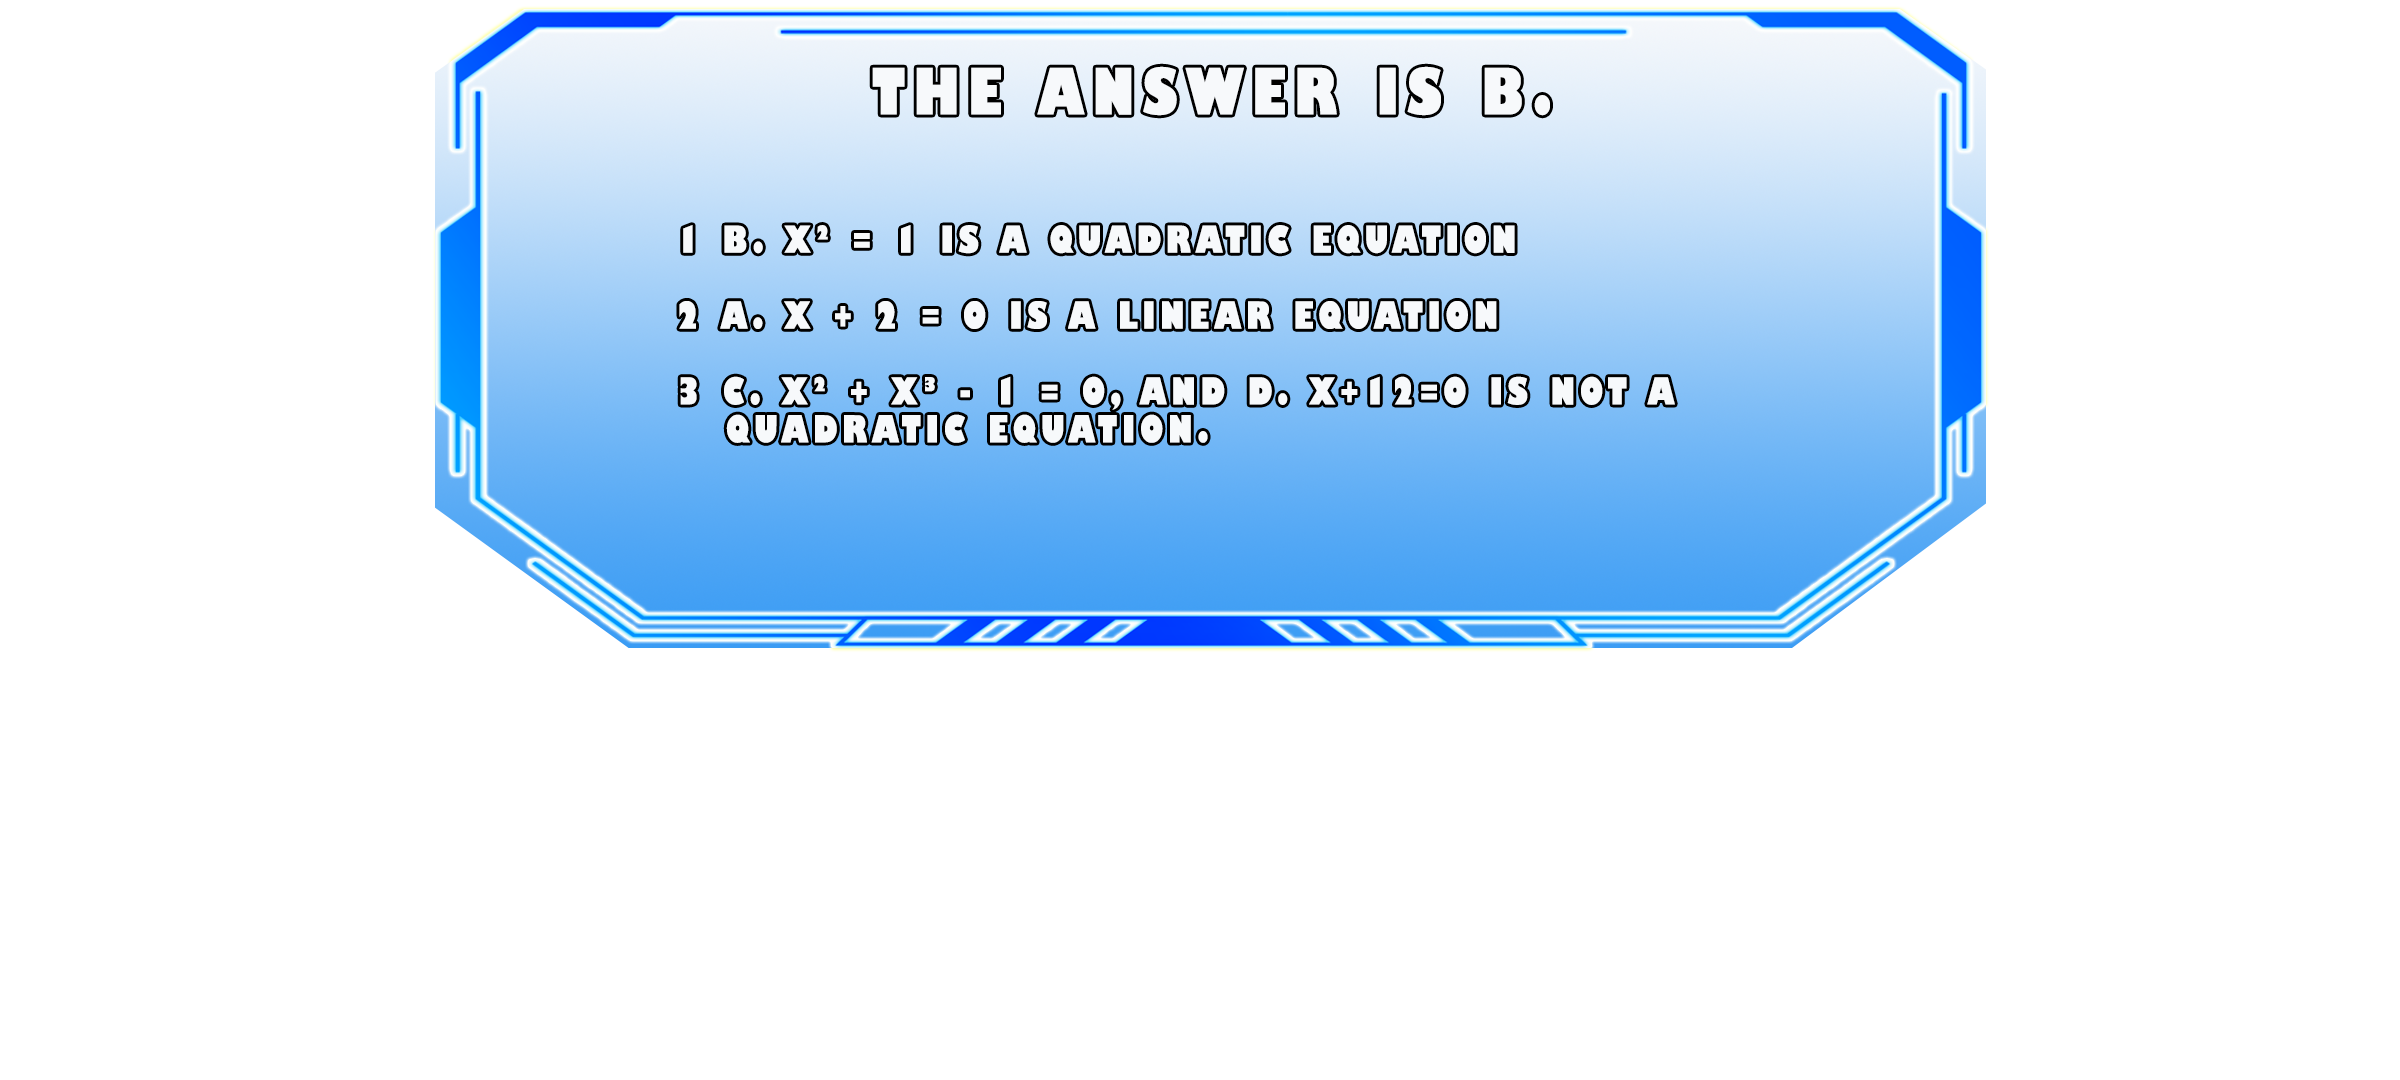 THE ANSWER IS B.
1 B. X² = 1 IS A QUADRATIC EQUATION
2 A. X + 2 = 0 IS A LINEAR EQUATION
3 C. X² + X³ - 1 = 0, AND D. X+12=0 IS NOT A
QUADRATIC EQUATION.